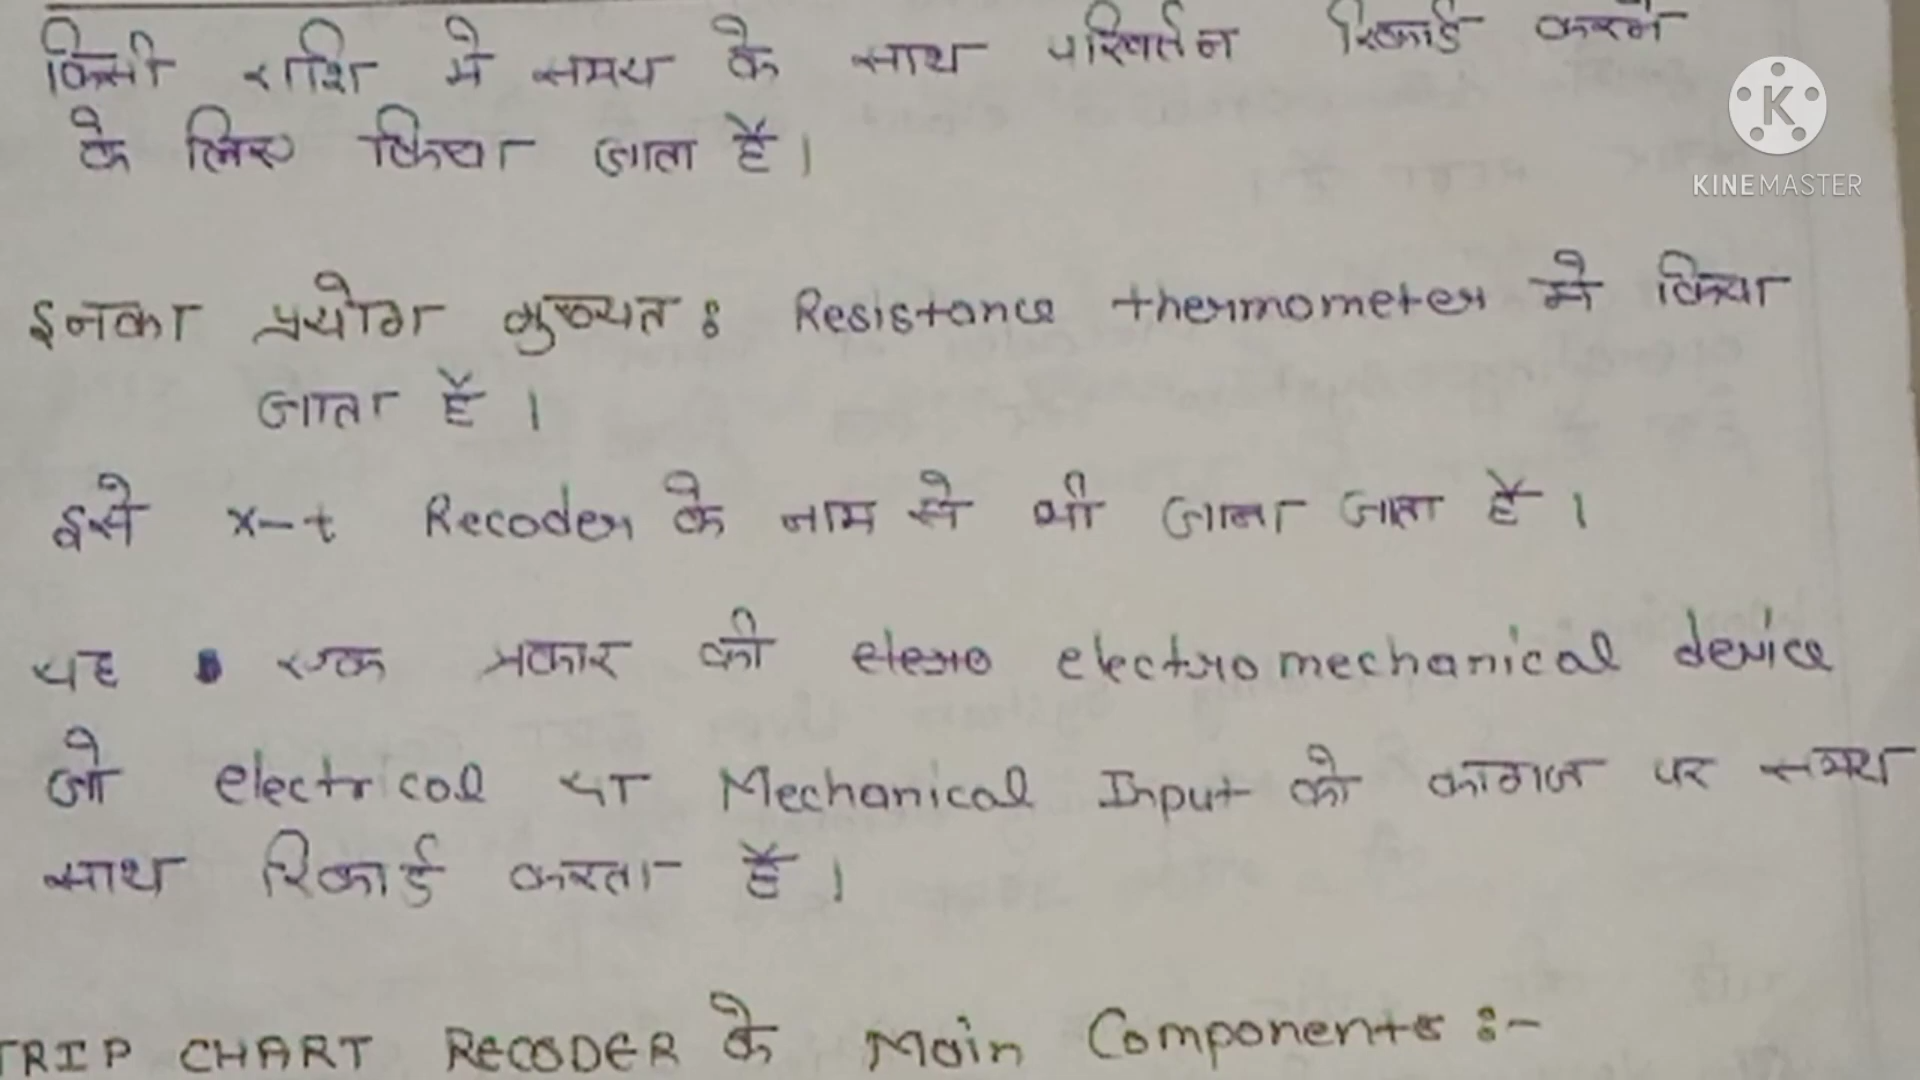 किसी राशि में समय के साथ परिवर्तन रिकार्ड करने
के लिए किया जाता है।
KINEMASTER
इनका प्रयोग मुख्यत: Resistance thermometer में किया
जाता है।
इसे x-t Recoder के नाम से भी जाना जाता है।
यह एक प्रकार की electromechanical device
जो electrical या Mechanical Input को कागज पर समय
साथ रिकार्ड करता है।
TRIP CHART RECODER के Main Components :-